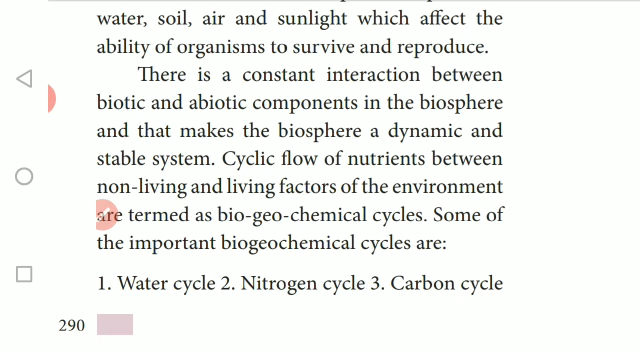 water, soil, air and sunlight which affect the
ability of organisms to survive and reproduce.
There is a constant interaction between
biotic and abiotic components in the biosphere
and that makes the biosphere a dynamic and
stable system. Cyclic flow of nutrients between
non-living and living factors of the environment
are termed as bio-geo-chemical cycles. Some of
the important biogeochemical cycles are:
1. Water cycle 2. Nitrogen cycle 3. Carbon cycle
290